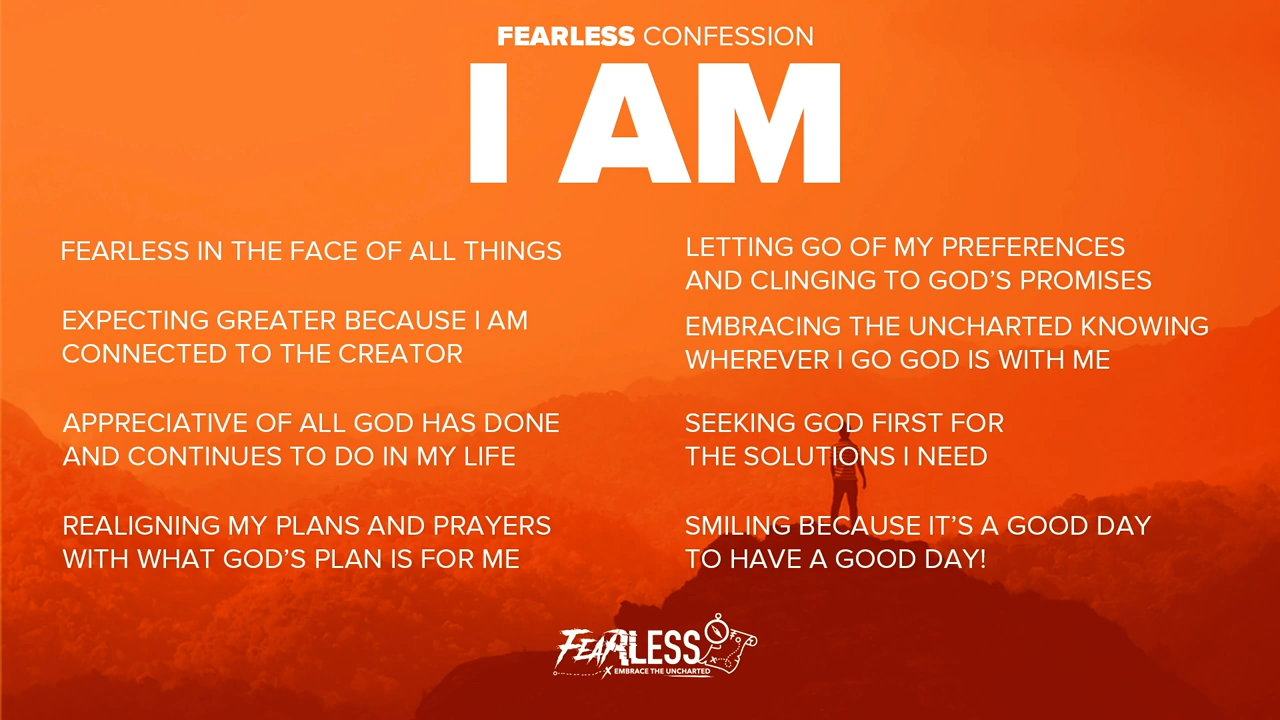 FEARLESS CONFESSION
I AM
FEARLESS IN THE FACE OF ALL THINGS
EXPECTING GREATER BECAUSE I AM
CONNECTED TO THE CREATOR
APPRECIATIVE OF ALL GOD HAS DONE
AND CONTINUES TO DO IN MY LIFE
REALIGNING MY PLANS AND PRAYERS
WITH WHAT GOD'S PLAN IS FOR ME
LETTING GO OF MY PREFERENCES
AND CLINGING TO GOD'S PROMISES
EMBRACING THE UNCHARTED KNOWING
WHEREVER I GO GOD IS WITH ME
SEEKING GOD FIRST FOR
THE SOLUTIONS I NEED
SMILING BECAUSE IT'S A GOOD DAY
TO HAVE A GOOD DAY!
FEARLESS
EMBRACE THE UNCHARTED